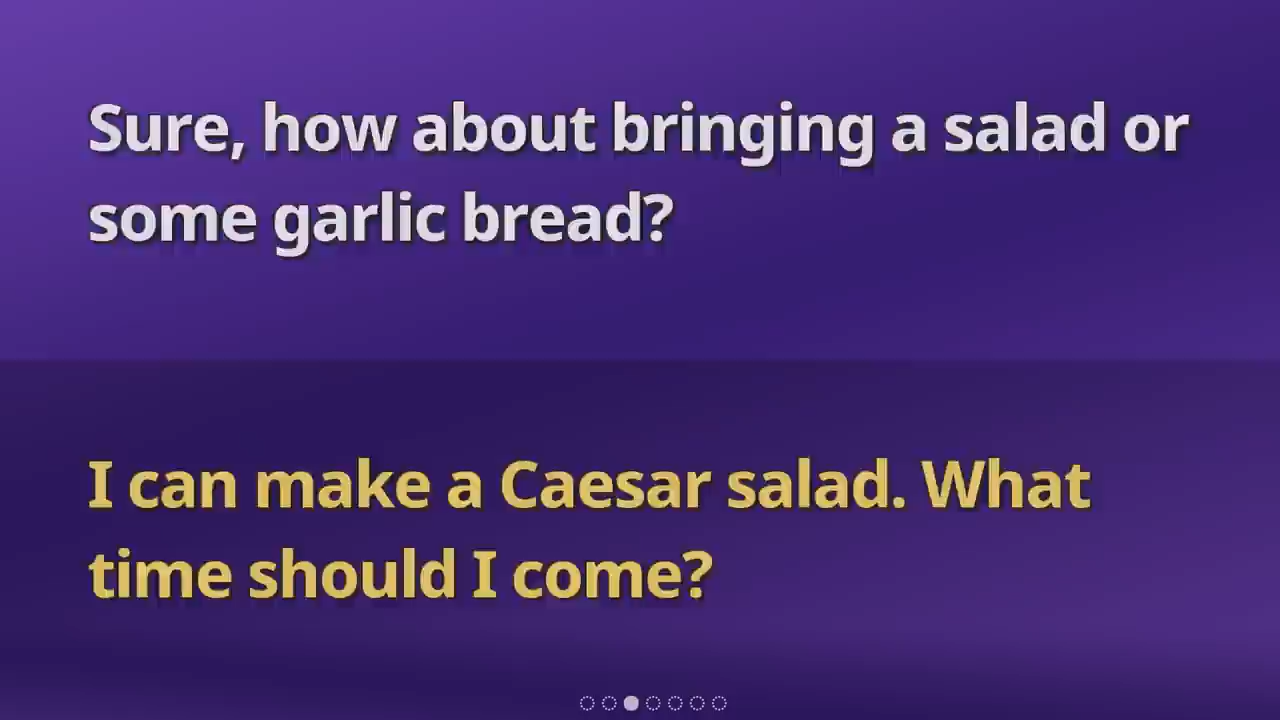 Sure, how about bringing a salad or
some garlic bread?
I can make a Caesar salad. What
time should I come?